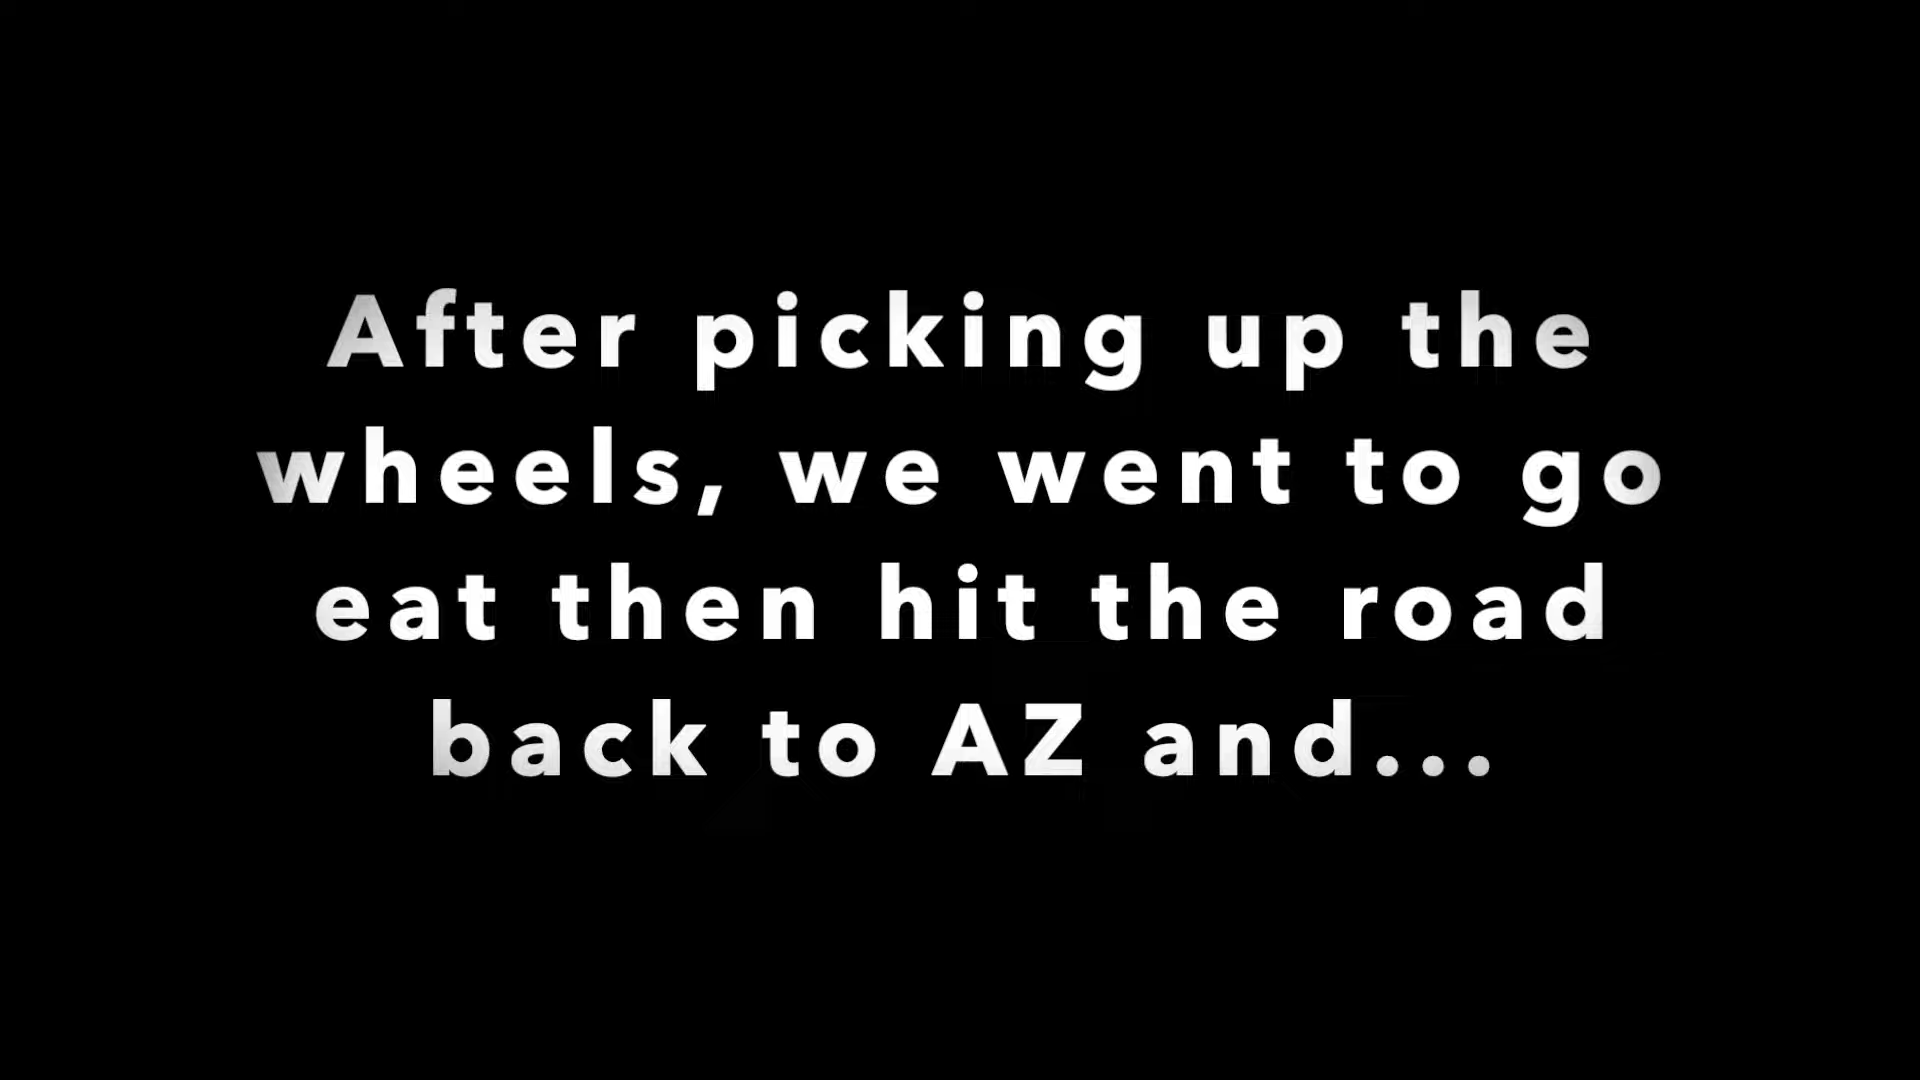 After picking up the
wheels, we went to go
eat then hit the road
back to AZ and...